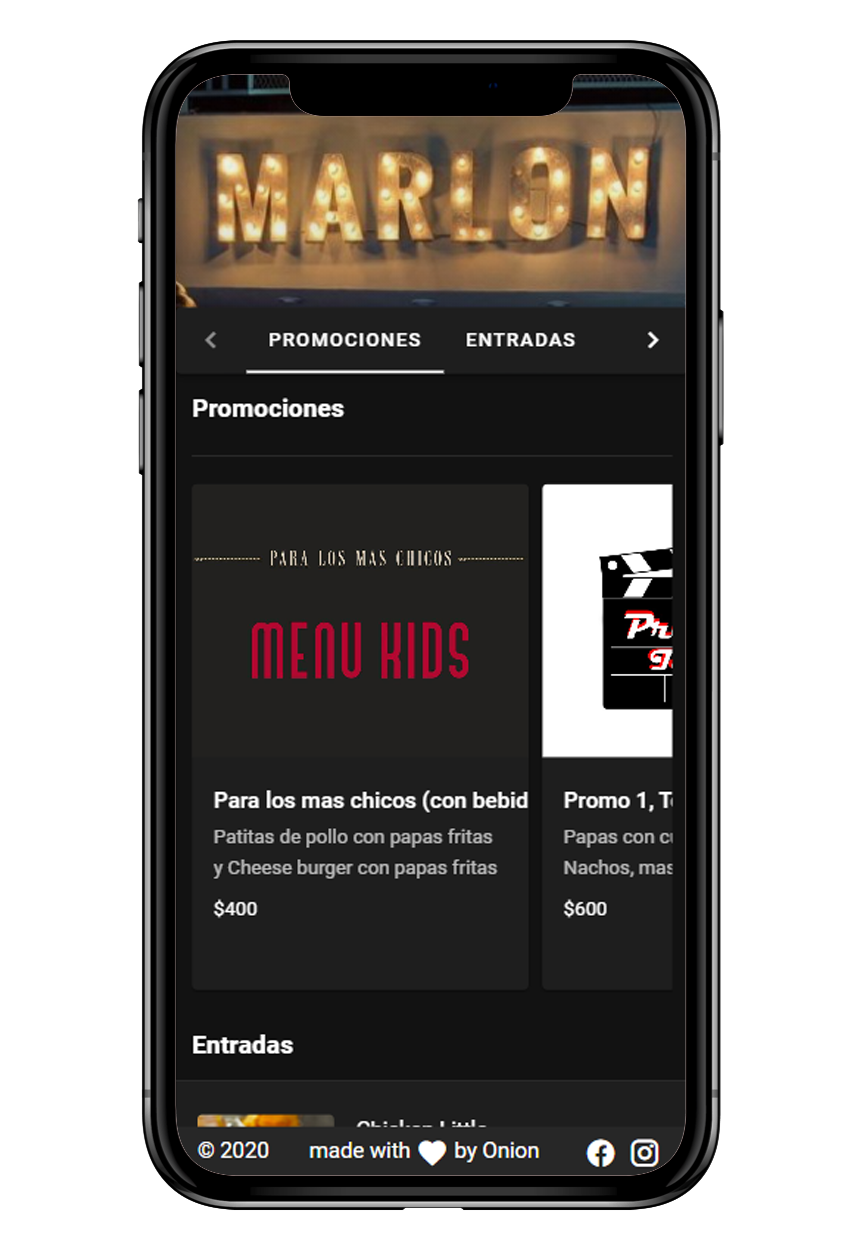 MARLON
PROMOCIONES ENTRADAS
Promociones
PARA LOS MAS CHICOS
MENU KIDS
Para los mas chicos (con bebid
Patitas de pollo con papas fritas
y Cheese burger con papas fritas
$400
Pr
Promo 1, T
Papas con c
Nachos, mas
$600
Entradas
Chicken Little
© 2020 made with by Onion